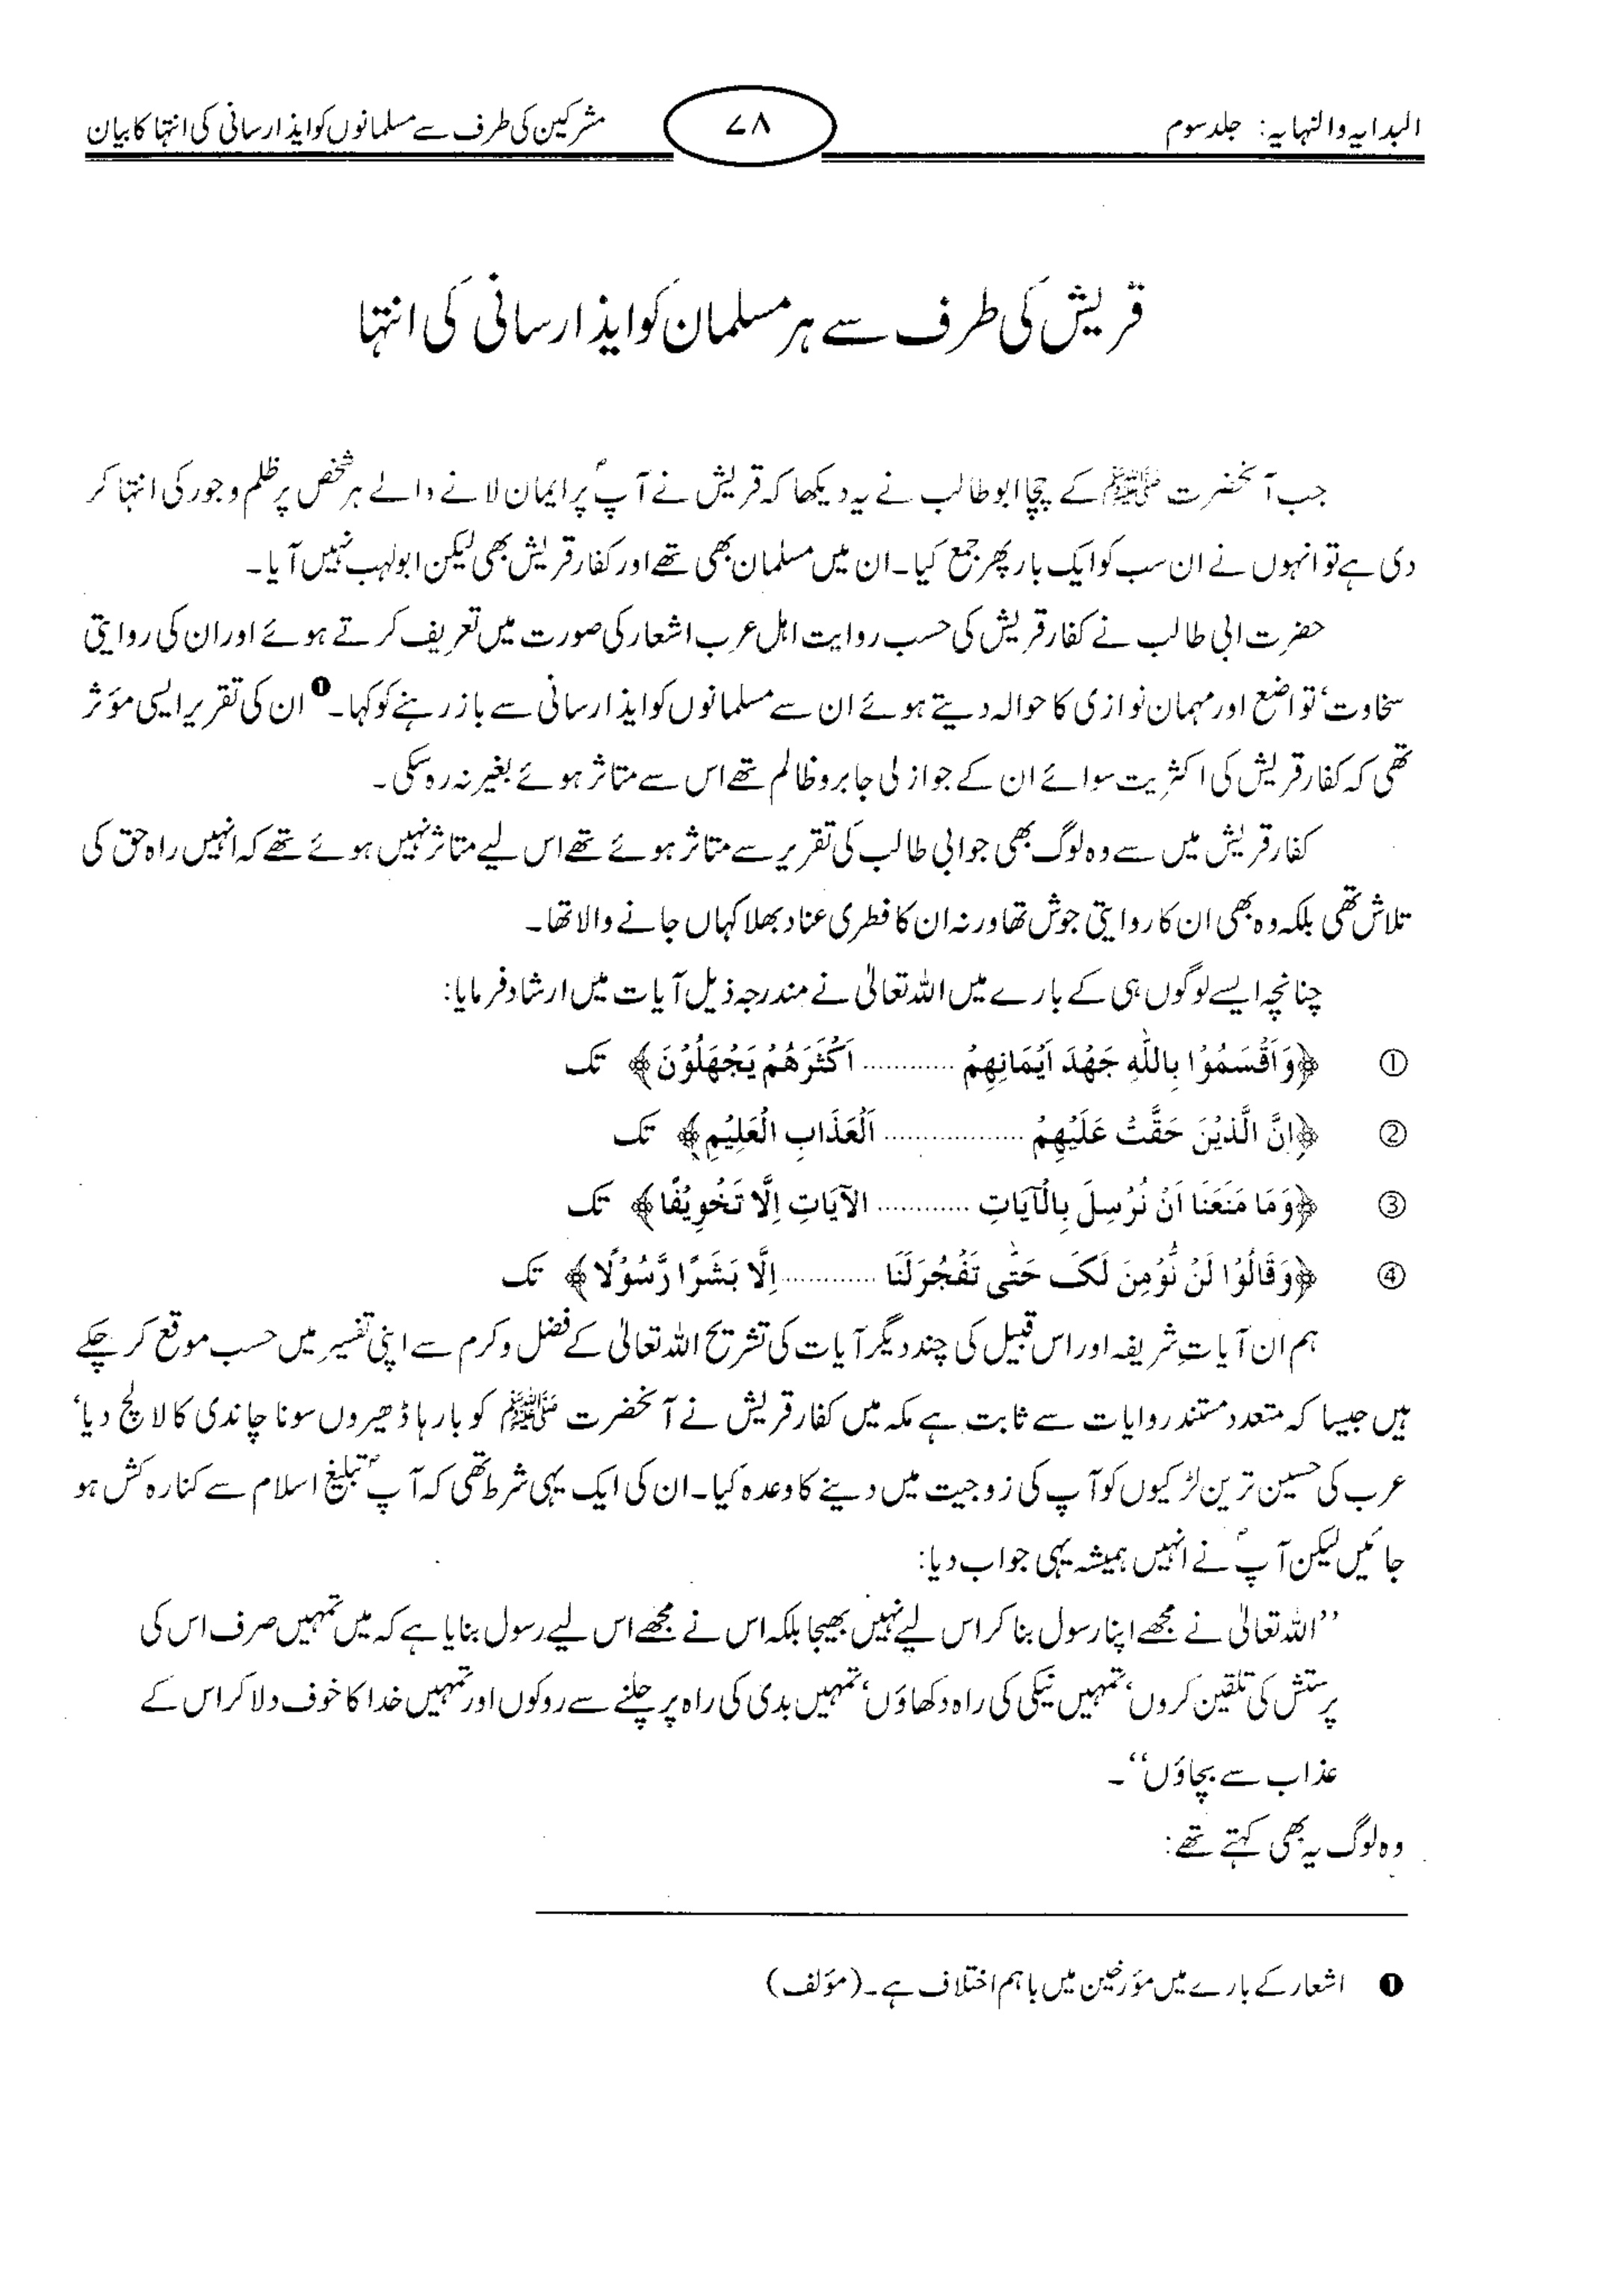 البدایہ والنہایہ: جلد سوم
۷۸
مشرکین کی طرف سے مسلمانوں کو ایذا رسانی کی انتہا کا بیان
قریش کی طرف سے ہر مسلمان کو ایذا رسانی کی انتہا
جب آنحضرت ﷺ کے چچا ابو طالب نے یہ دیکھا کہ قریش نے آپؐ پر ایمان لانے والے ہر شخص پر ظلم و جور کی انتہا کر
دی ہے تو انہوں نے ان سب کو ایک بار پھر جمع کیا۔ ان میں مسلمان بھی تھے اور کفار قریش بھی لیکن ابولہب نہیں آیا۔
حضرت ابی طالب نے کفار قریش کی حسب روایت اہل عرب اشعار کی صورت میں تعریف کرتے ہوئے اور ان کی روایتی
سخاوت، تواضع اور مہمان نوازی کا حوالہ دیتے ہوئے ان سے مسلمانوں کو ایذا رسانی سے باز رہنے کو کہا۔❶ ان کی تقریر ایسی مؤثر
تھی کہ کفار قریش کی اکثریت سوائے ان کے جو ازلی جابر و ظالم تھے اس سے متاثر ہوئے بغیر نہ رہ سکی۔
کفار قریش میں سے وہ لوگ بھی جو ابی طالب کی تقریر سے متاثر ہوئے تھے اس لیے متاثر نہیں ہوئے تھے کہ انہیں راہ حق کی
تلاش تھی بلکہ وہ بھی ان کا روایتی جوش تھا ورنہ ان کا فطری عناد بھلا کہاں جانے والا تھا۔
چنانچہ ایسے لوگوں ہی کے بارے میں اللہ تعالیٰ نے مندرجہ ذیل آیات میں ارشاد فرمایا:
① ﴿وَاَقْسَمُوْا بِاللّٰهِ جَهْدَ اَيْمَانِهِمْ ............ اَكْثَرَهُمْ يَجْهَلُوْنَ﴾ تک
② ﴿اِنَّ الَّذِيْنَ حَقَّتْ عَلَيْهِمْ .................. اَلْعَذَابِ الْعَلِيْمِ﴾ تک
③ ﴿وَمَا مَنَعَنَا اَنْ نُرْسِلَ بِالْآيَاتِ ............ الآيَاتِ اِلَّا تَخْوِيْفًا﴾ تک
④ ﴿وَقَالُوْا لَنْ نُّؤْمِنَ لَكَ حَتّٰى تَفْجُرَلَنَا ............ اِلَّا بَشَرًا رَّسُوْلًا﴾ تک
ہم ان آیاتِ شریفہ اور اس قبیل کی چند دیگر آیات کی تشریح اللہ تعالیٰ کے فضل و کرم سے اپنی تفسیر میں حسب موقع کر چکے
ہیں جیسا کہ متعدد مستند روایات سے ثابت ہے مکہ میں کفار قریش نے آنحضرت ﷺ کو بارہا ڈھیروں سونا چاندی کا لالچ دیا،
عرب کی حسین ترین لڑکیوں کو آپ کی زوجیت میں دینے کا وعدہ کیا۔ ان کی ایک یہی شرط تھی کہ آپؐ تبلیغ اسلام سے کنارہ کش ہو
جائیں لیکن آپؐ نے انہیں ہمیشہ یہی جواب دیا:
”اللہ تعالیٰ نے مجھے اپنا رسول بنا کر اس لیے نہیں بھیجا بلکہ اس نے مجھے اس لیے رسول بنایا ہے کہ میں تمہیں صرف اس کی
پرستش کی تلقین کروں، تمہیں نیکی کی راہ دکھاؤں، تمہیں بدی کی راہ پر چلنے سے روکوں اور تمہیں خدا کا خوف دلا کر اس کے
عذاب سے بچاؤں“۔
وہ لوگ یہ بھی کہتے تھے:
❶ اشعار کے بارے میں مؤرخین میں باہم اختلاف ہے۔ (مؤلف)